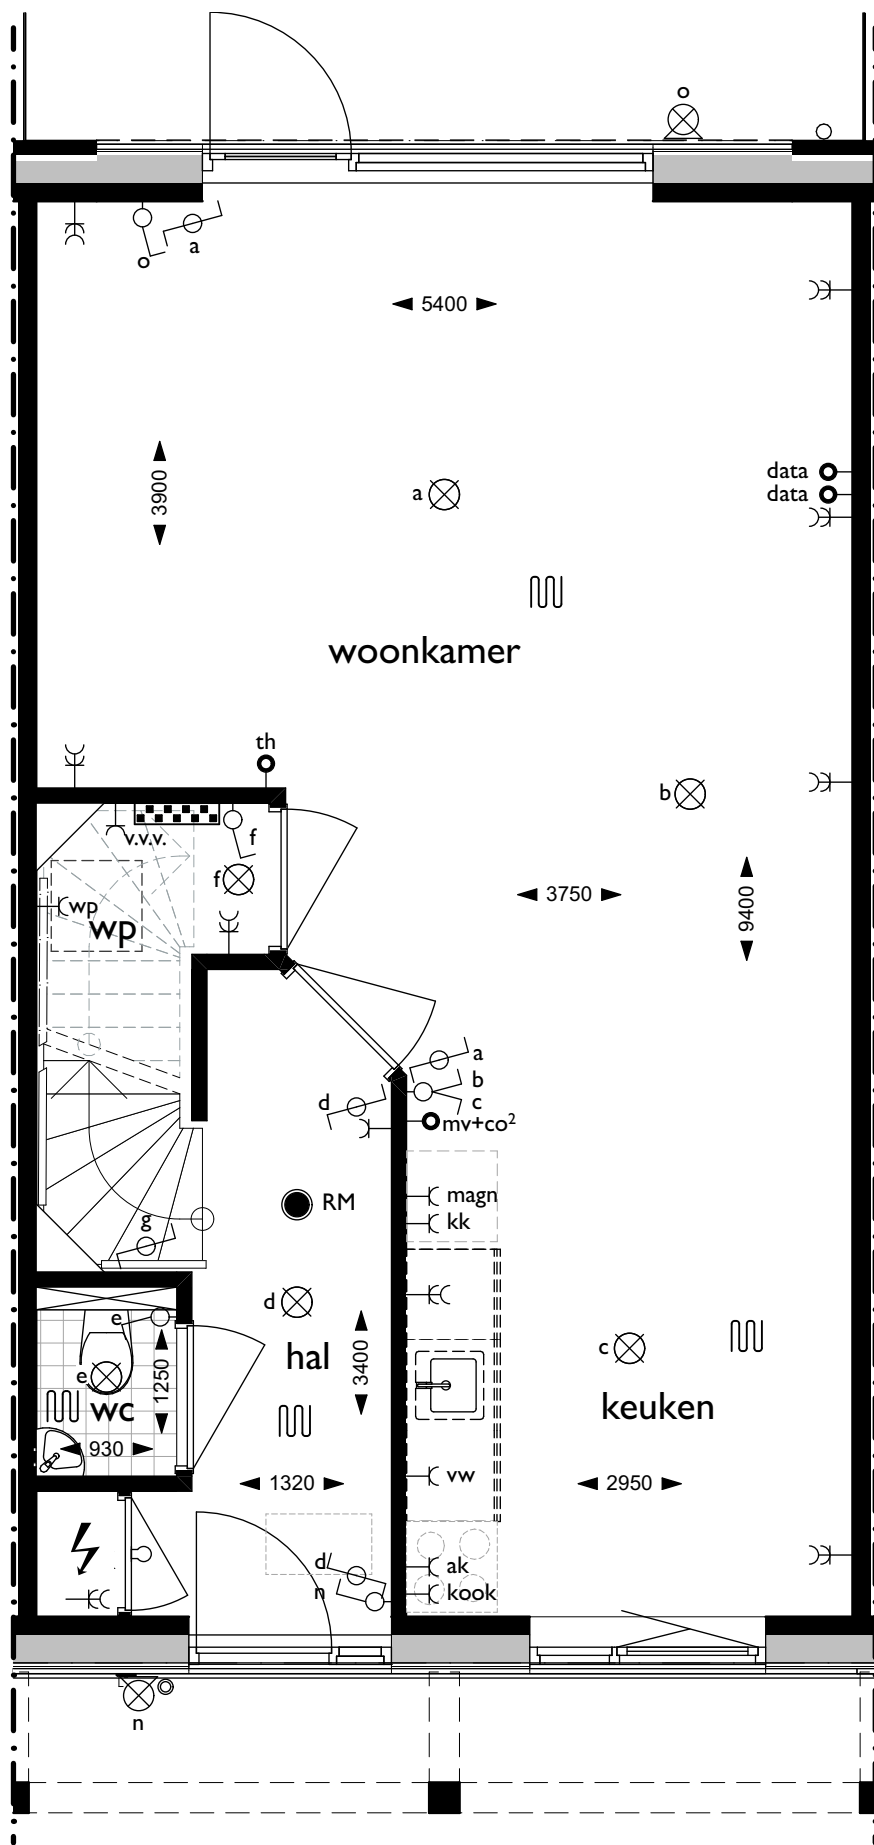 o
a
o
5400
3900
data
data
a
woonkamer
th
b
v.v.v.
f
f
3750
9400
wp
wp
a
b
c
d
mv+co²
magn
kk
RM
g
d
e
hal
3400
c
e
1250
wc
keuken
930
1320
vw
2950
d
ak
n
kook
n